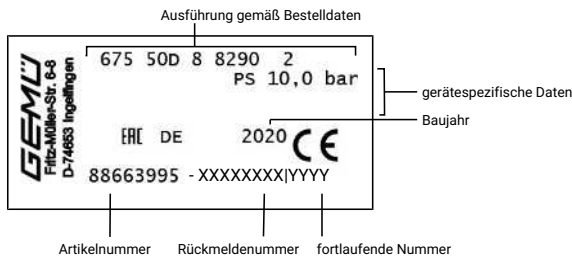 Ausführung gemäß Bestelldaten
GEMÜ
Fritz-Müller-Str. 6-8
D-74653 Ingelfingen
675 50D 8 8290 2
PS 10,0 bar
gerätespezifische Daten
Baujahr
EAC DE 2020 CE
88663995 - XXXXXXXX|YYYY
Artikelnummer Rückmeldenummer fortlaufende Nummer